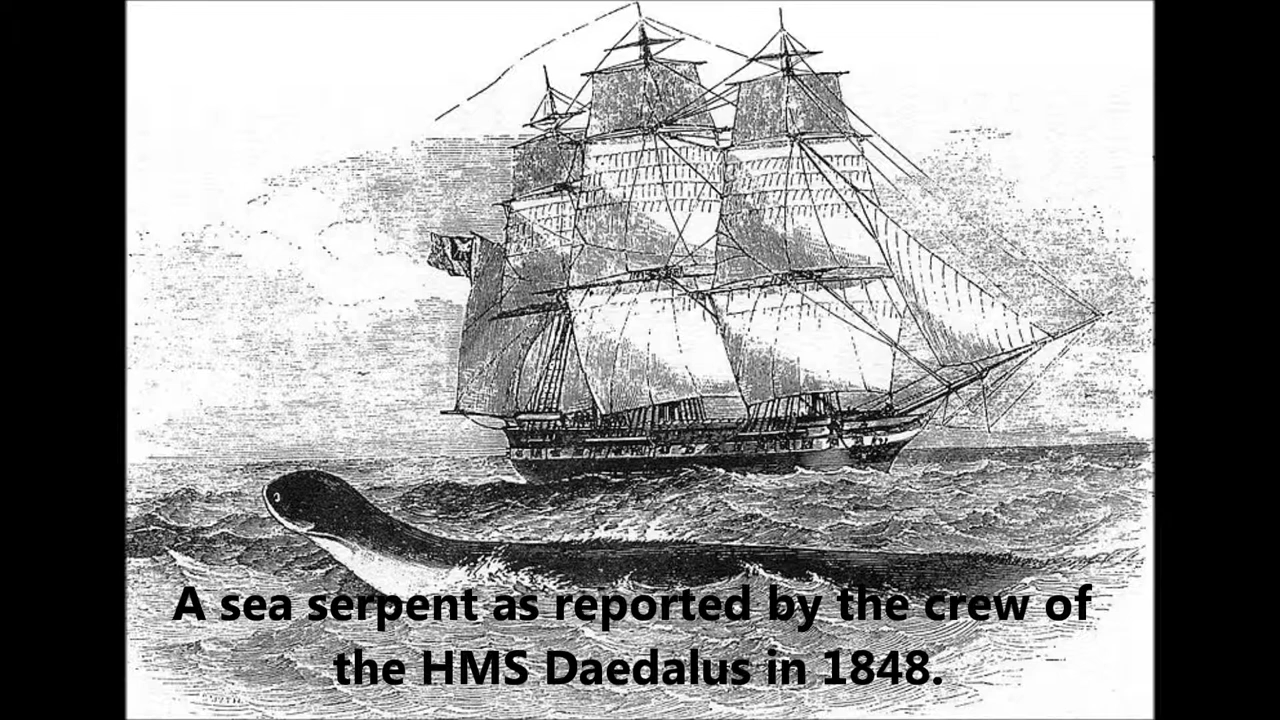 A sea serpent as reported by the crew of
the HMS Daedalus in 1848.